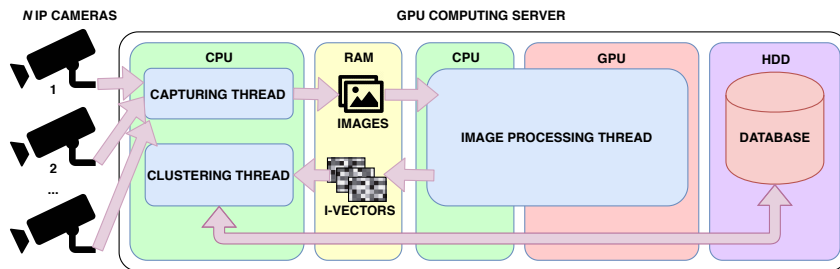 N IP CAMERAS
GPU COMPUTING SERVER
CPU
RAM
CPU
GPU
HDD
1
CAPTURING THREAD
IMAGES
IMAGE PROCESSING THREAD
DATABASE
2
CLUSTERING THREAD
I-VECTORS
...